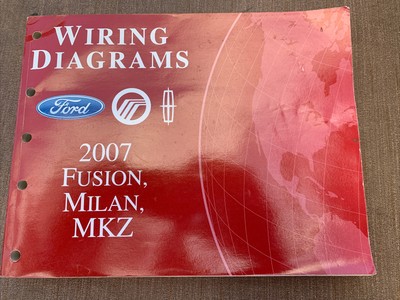 WIRING
DIAGRAMS
Ford
2007
FUSION,
MILAN,
MKZ